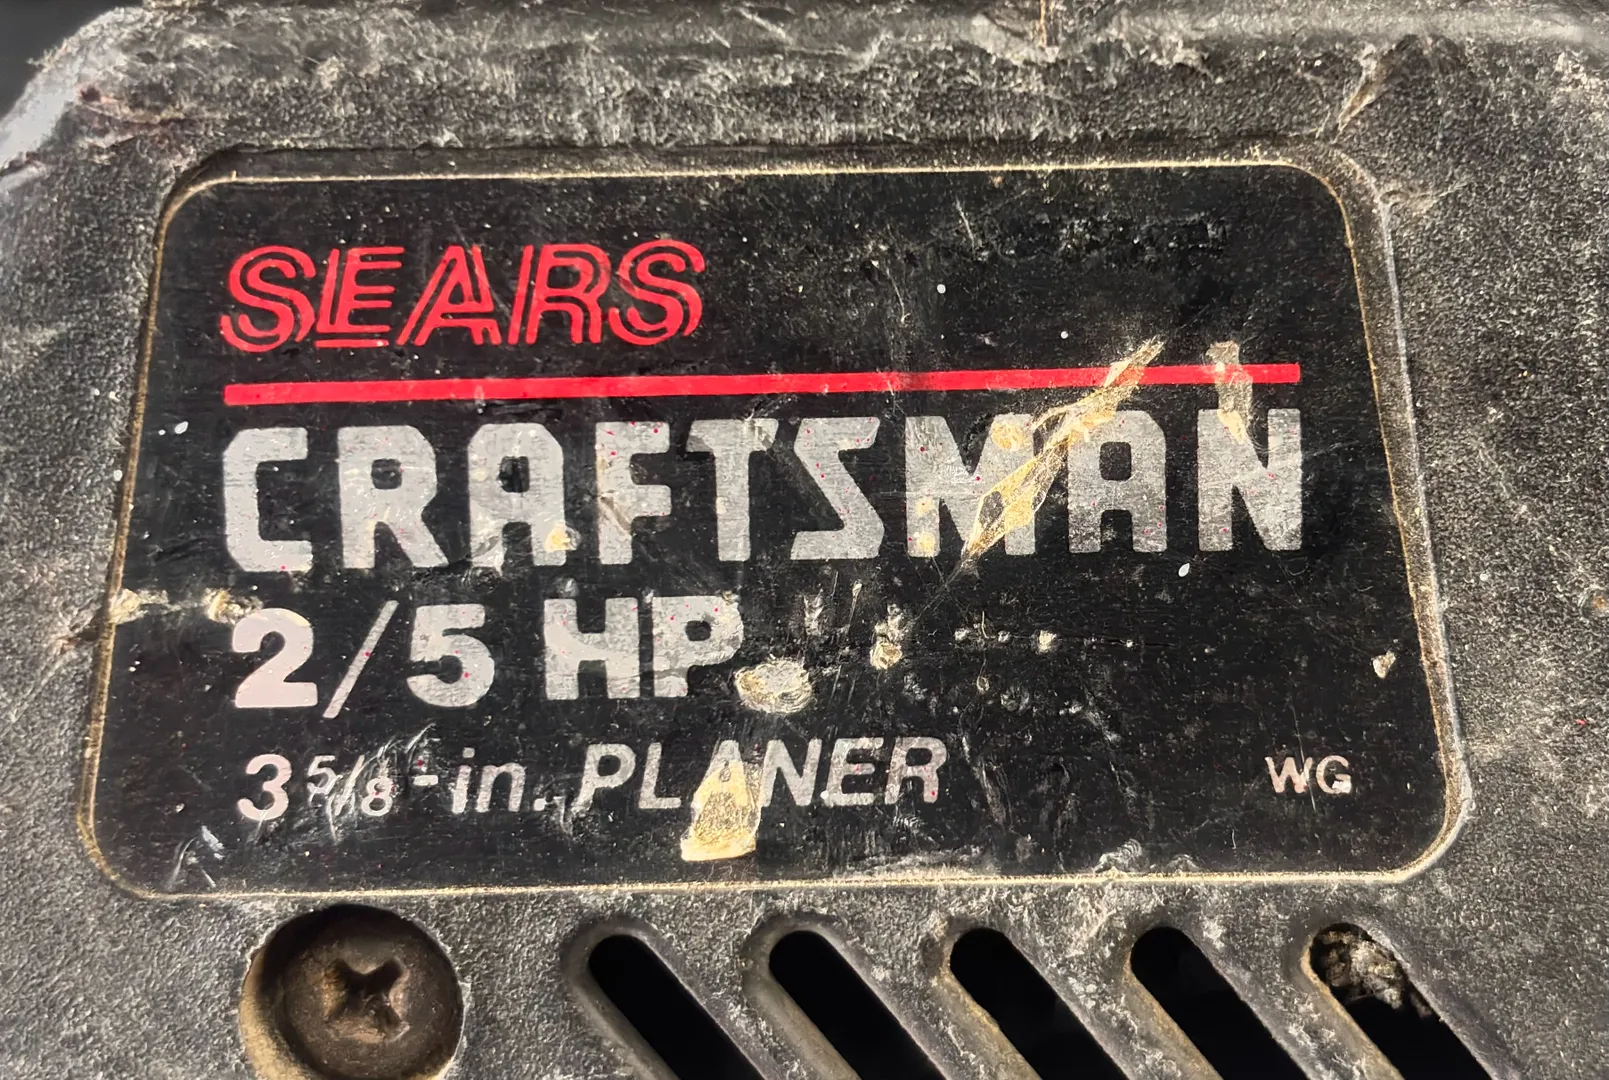 SEARS
CRAFTSMAN
2/5 HP
3 5/8-in. PLANER
WG